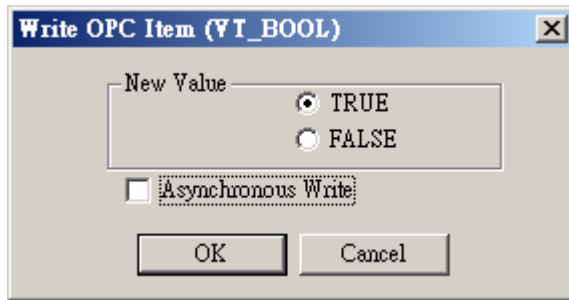 Write OPC Item (VT_BOOL)
New Value
TRUE
FALSE
Asynchronous Write
OK Cancel